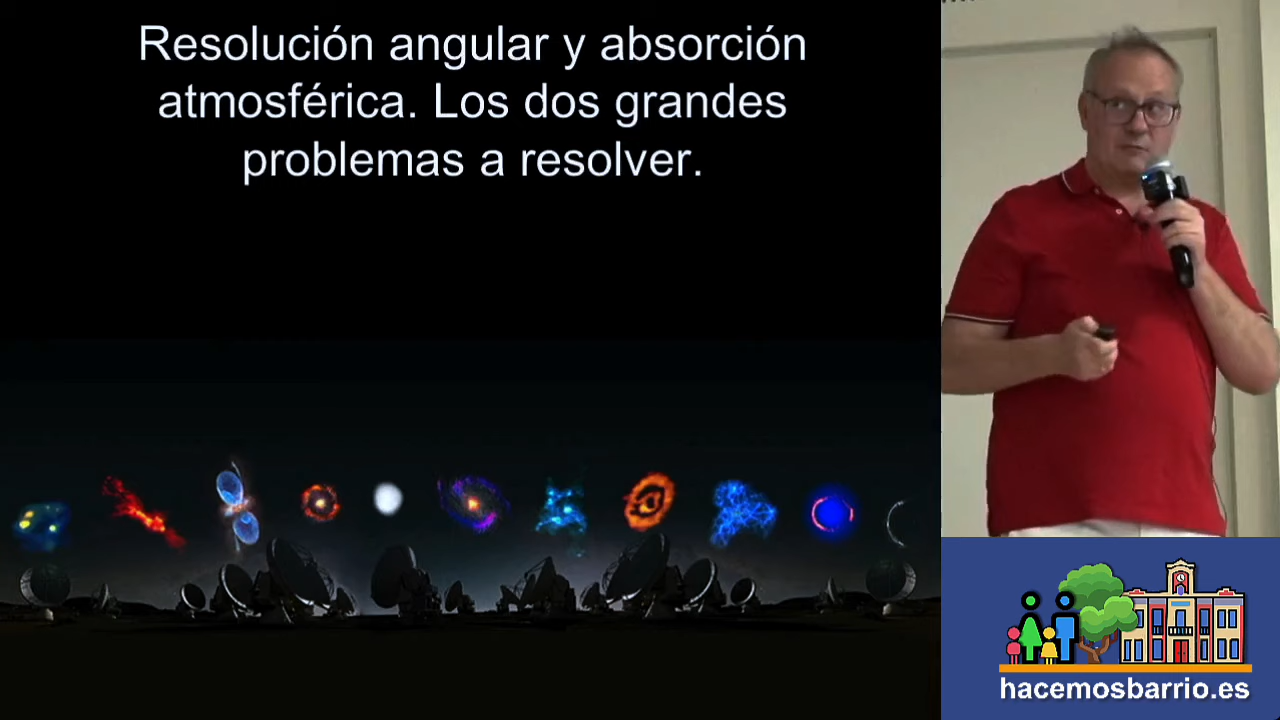 Resolución angular y absorción
atmosférica. Los dos grandes
problemas a resolver.
hacemosbarrio.es